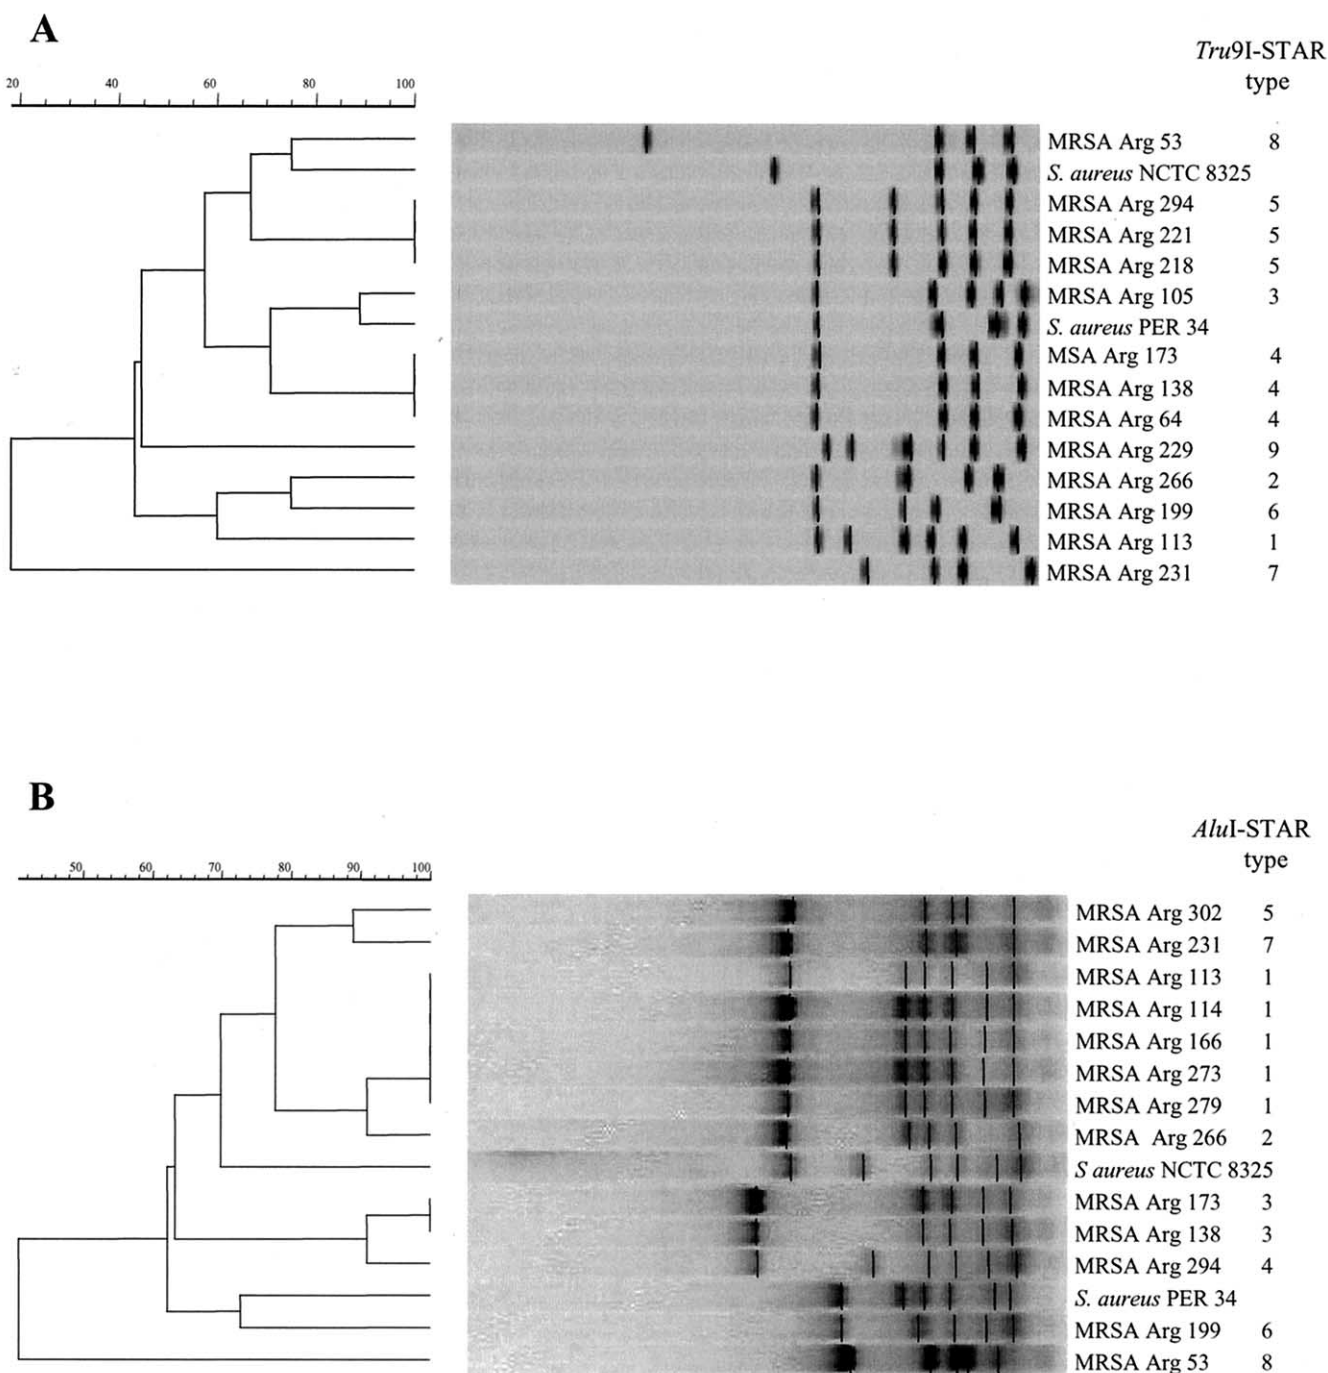 A
Tru9I-STAR
type
20 40 60 80 100
MRSA Arg 53 8
S. aureus NCTC 8325
MRSA Arg 294 5
MRSA Arg 221 5
MRSA Arg 218 5
MRSA Arg 105 3
S. aureus PER 34
MSA Arg 173 4
MRSA Arg 138 4
MRSA Arg 64 4
MRSA Arg 229 9
MRSA Arg 266 2
MRSA Arg 199 6
MRSA Arg 113 1
MRSA Arg 231 7
B
AluI-STAR
type
50 60 70 80 90 100
MRSA Arg 302 5
MRSA Arg 231 7
MRSA Arg 113 1
MRSA Arg 114 1
MRSA Arg 166 1
MRSA Arg 273 1
MRSA Arg 279 1
MRSA Arg 266 2
S aureus NCTC 8325
MRSA Arg 173 3
MRSA Arg 138 3
MRSA Arg 294 4
S. aureus PER 34
MRSA Arg 199 6
MRSA Arg 53 8